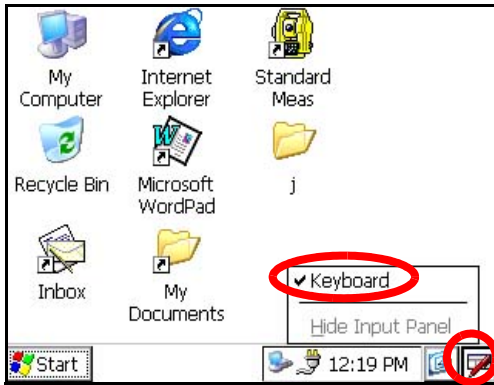 My Computer
Internet Explorer
Standard Meas
Recycle Bin
Microsoft WordPad
j
Inbox
My Documents
Keyboard
Hide Input Panel
Start
12:19 PM